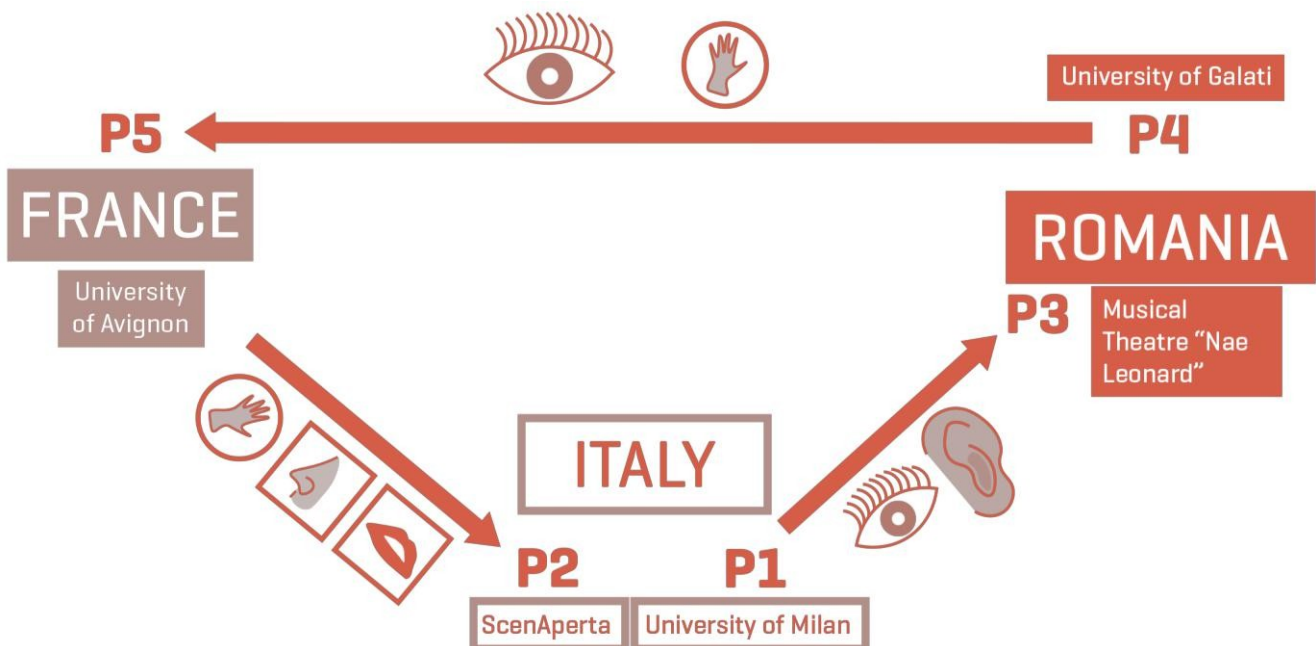 University of Galati
P5
P4
FRANCE
ROMANIA
University
of Avignon
P3
Musical
Theatre "Nae
Leonard"
ITALY
P2
P1
ScenAperta
University of Milan